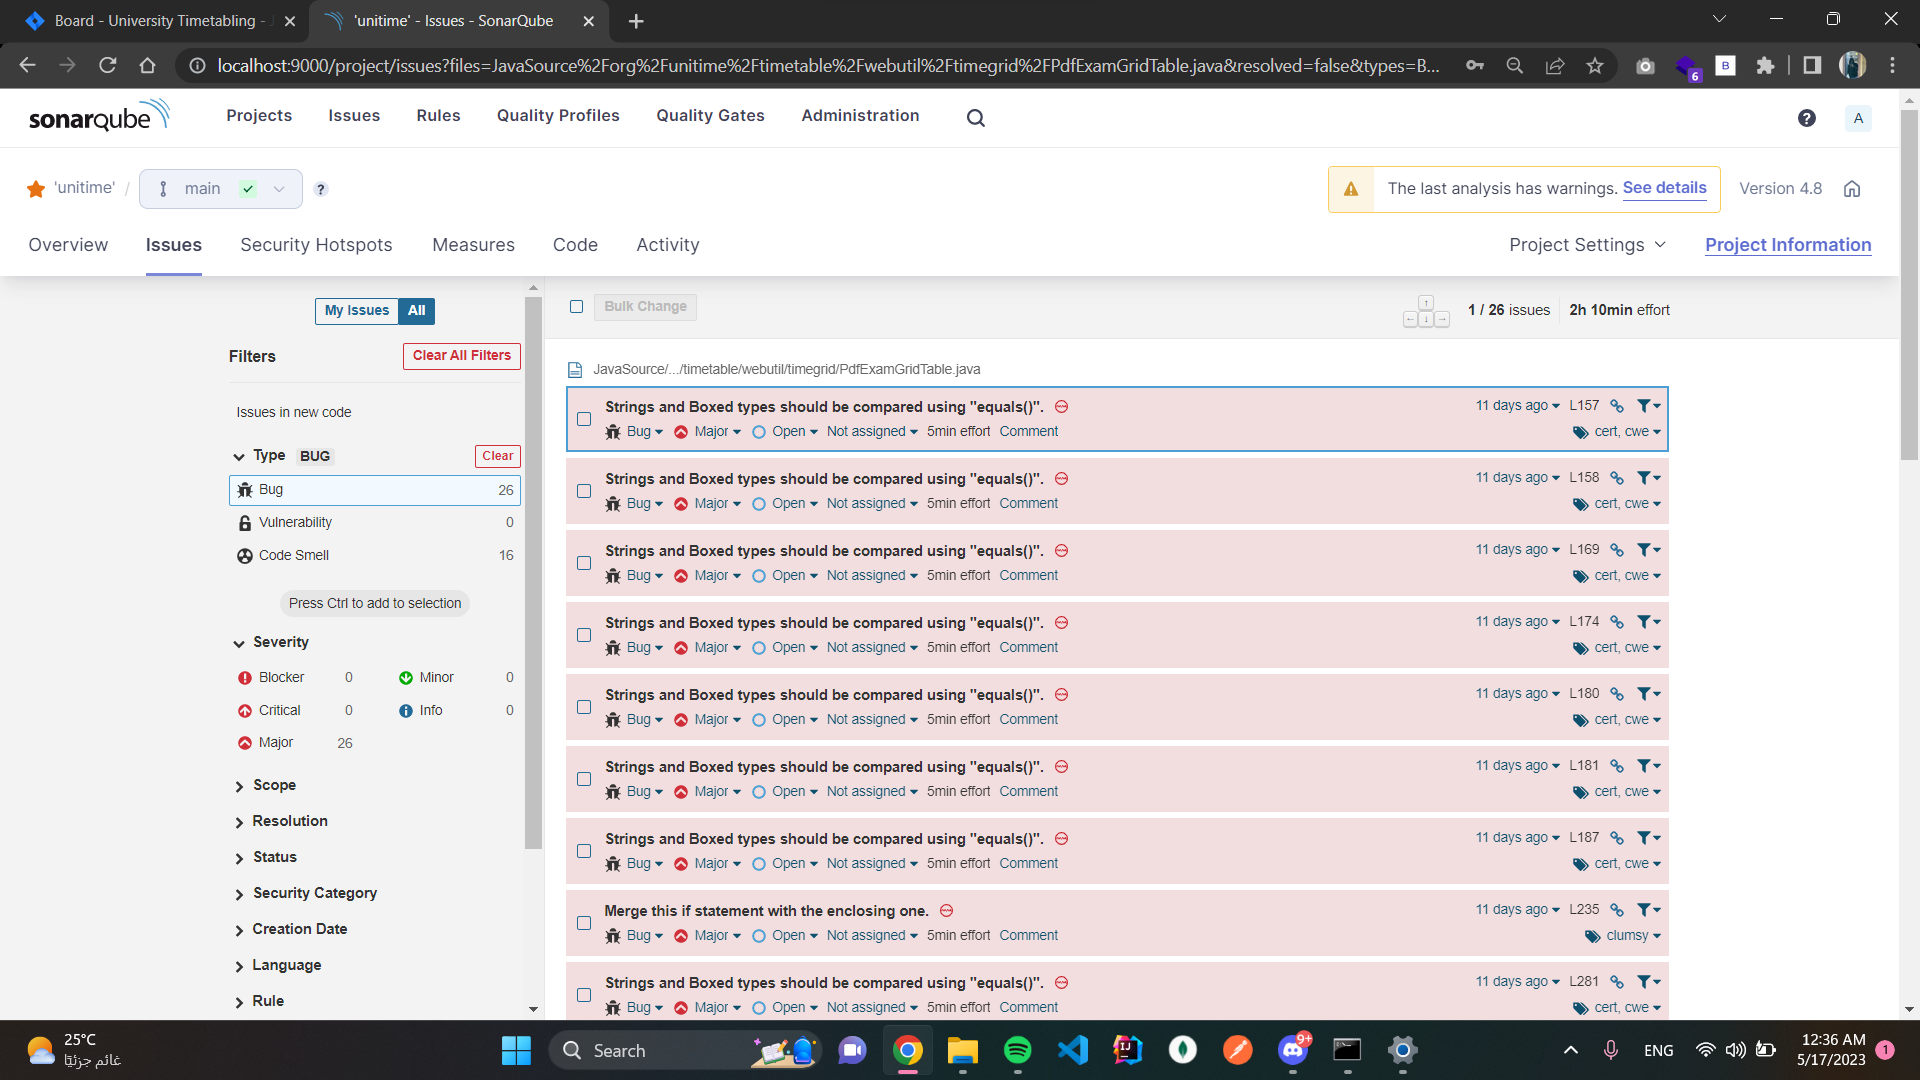 Board - University Timetabling - J
'unitime' - Issues - SonarQube
localhost:9000/project/issues?files=JavaSource%2Forg%2Funitime%2Ftimetable%2Fwebutil%2Ftimegrid%2FPdfExamGridTable.java&resolved=false&types=B...
6
B
sonarqube
Projects
Issues
Rules
Quality Profiles
Quality Gates
Administration
?
A
'unitime' /
main
?
The last analysis has warnings. See details
Version 4.8
Overview
Issues
Security Hotspots
Measures
Code
Activity
Project Settings
Project Information
My Issues
All
Bulk Change
1 / 26 issues
2h 10min effort
Filters
Clear All Filters
Issues in new code
Type BUG
Clear
Bug 26
Vulnerability 0
Code Smell 16
Press Ctrl to add to selection
Severity
Blocker 0
Minor 0
Critical 0
Info 0
Major 26
Scope
Resolution
Status
Security Category
Creation Date
Language
Rule
JavaSource/.../timetable/webutil/timegrid/PdfExamGridTable.java
Strings and Boxed types should be compared using "equals()". 11 days ago L157
Bug Major Open Not assigned 5min effort Comment cert, cwe
Strings and Boxed types should be compared using "equals()". 11 days ago L158
Bug Major Open Not assigned 5min effort Comment cert, cwe
Strings and Boxed types should be compared using "equals()". 11 days ago L169
Bug Major Open Not assigned 5min effort Comment cert, cwe
Strings and Boxed types should be compared using "equals()". 11 days ago L174
Bug Major Open Not assigned 5min effort Comment cert, cwe
Strings and Boxed types should be compared using "equals()". 11 days ago L180
Bug Major Open Not assigned 5min effort Comment cert, cwe
Strings and Boxed types should be compared using "equals()". 11 days ago L181
Bug Major Open Not assigned 5min effort Comment cert, cwe
Strings and Boxed types should be compared using "equals()". 11 days ago L187
Bug Major Open Not assigned 5min effort Comment cert, cwe
Merge this if statement with the enclosing one. 11 days ago L235
Bug Major Open Not assigned 5min effort Comment clumsy
Strings and Boxed types should be compared using "equals()". 11 days ago L281
Bug Major Open Not assigned 5min effort Comment cert, cwe
25°C
غائم جزئيًا
Search
9+
ENG
12:36 AM
5/17/2023
1